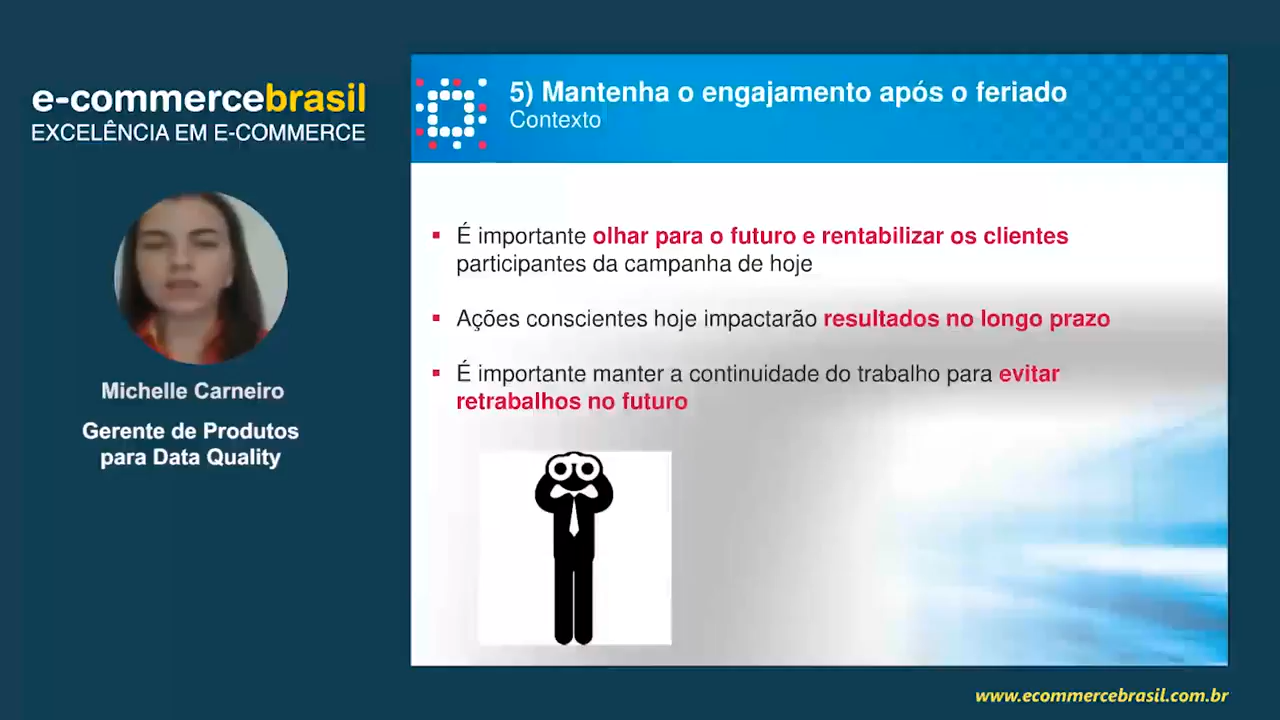 e-commercebrasil
EXCELÊNCIA EM E-COMMERCE
Michelle Carneiro
Gerente de Produtos
para Data Quality
5) Mantenha o engajamento após o feriado
Contexto
É importante olhar para o futuro e rentabilizar os clientes
participantes da campanha de hoje
Ações conscientes hoje impactarão resultados no longo prazo
É importante manter a continuidade do trabalho para evitar
retrabalhos no futuro
www.ecommercebrasil.com.br